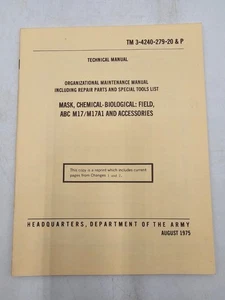 TM 3-4240-279-20 & P
TECHNICAL MANUAL
ORGANIZATIONAL MAINTENANCE MANUAL
INCLUDING REPAIR PARTS AND SPECIAL TOOLS LIST
MASK, CHEMICAL-BIOLOGICAL: FIELD,
ABC M17/M17A1 AND ACCESSORIES
This copy is a reprint which includes current
pages from Changes 1 and 2.
HEADQUARTERS, DEPARTMENT OF THE ARMY
AUGUST 1975